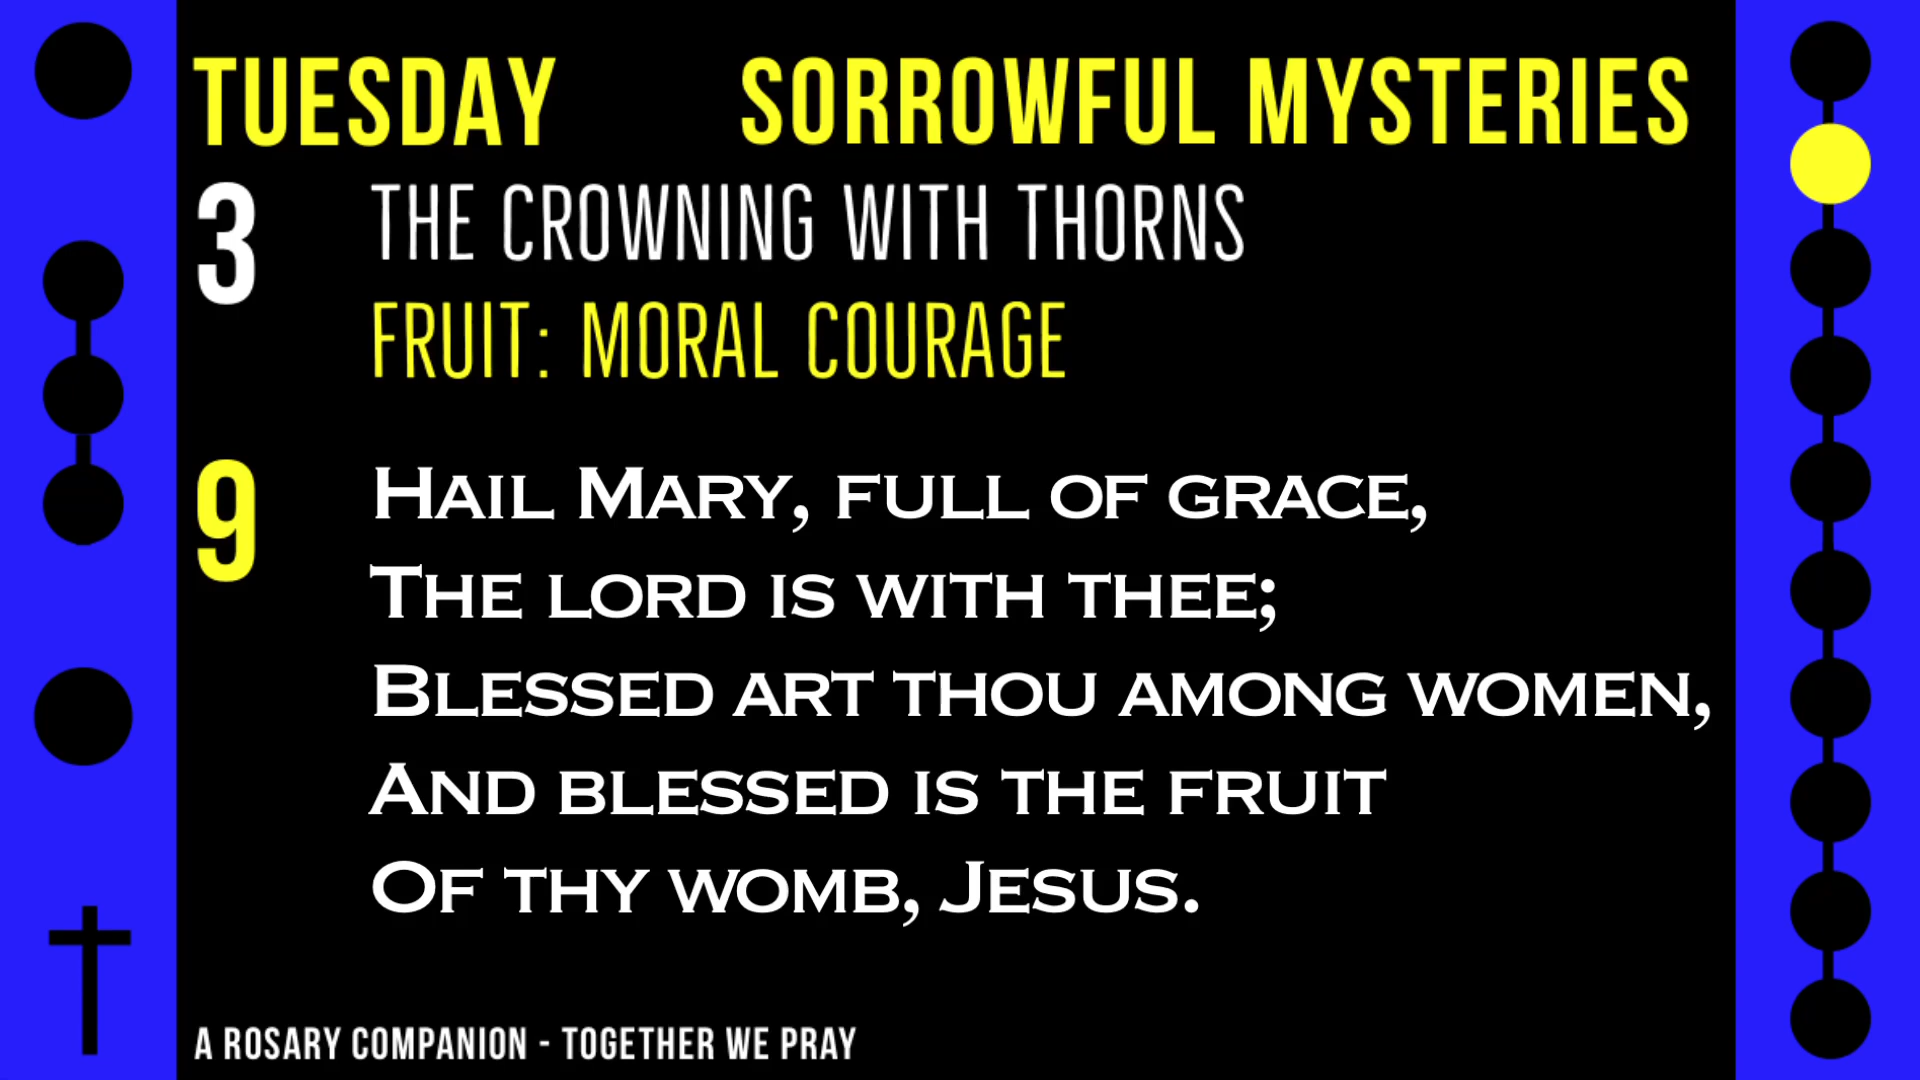 TUESDAY SORROWFUL MYSTERIES
3 THE CROWNING WITH THORNS
FRUIT: MORAL COURAGE
9 Hail Mary, full of grace,
The lord is with thee;
Blessed art thou among women,
And blessed is the fruit
Of thy womb, Jesus.
A ROSARY COMPANION - TOGETHER WE PRAY